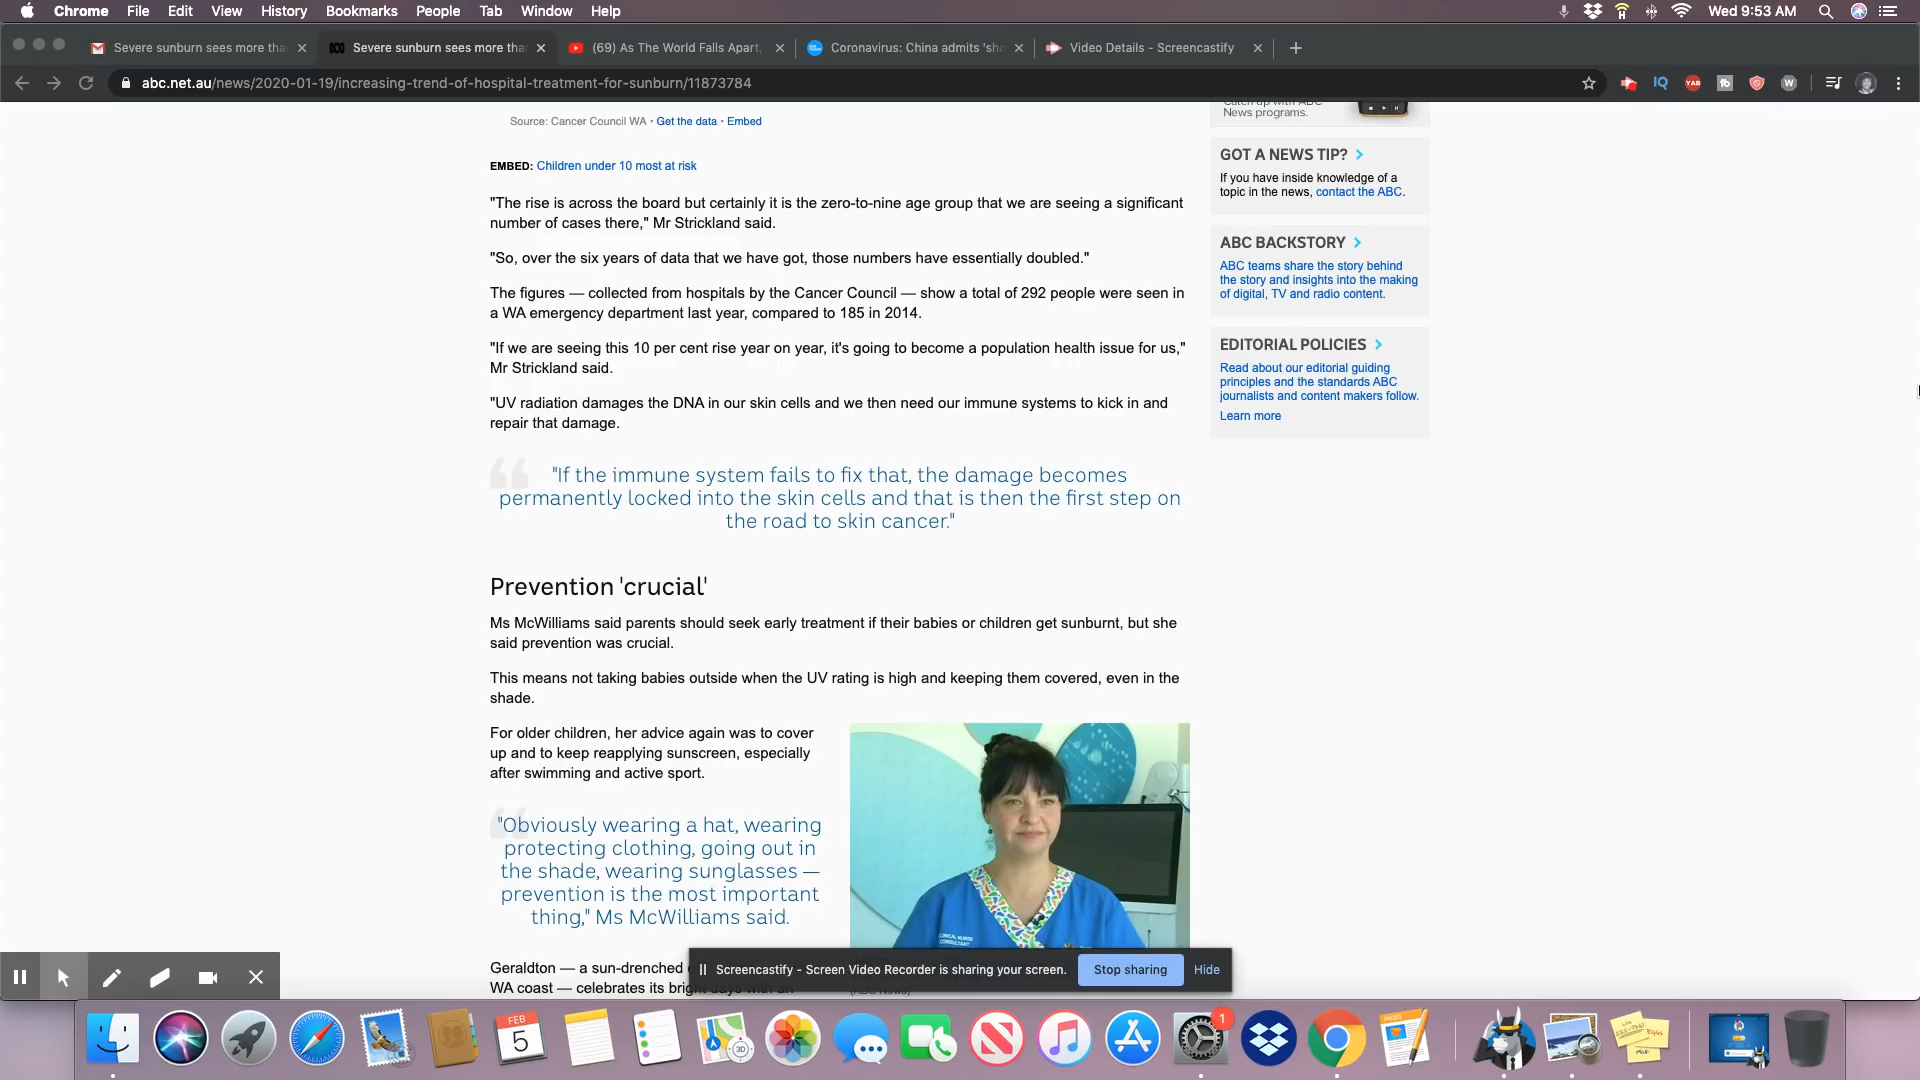 Chrome File Edit View History Bookmarks People Tab Window Help Wed 9:53 AM
Severe sunburn sees more tha
Severe sunburn sees more tha
(69) As The World Falls Apart,
Coronavirus: China admits 'sho
Video Details - Screencastify
abc.net.au/news/2020-01-19/increasing-trend-of-hospital-treatment-for-sunburn/11873784
Source: Cancer Council WA • Get the data • Embed
EMBED: Children under 10 most at risk
"The rise is across the board but certainly it is the zero-to-nine age group that we are seeing a significant
number of cases there," Mr Strickland said.
"So, over the six years of data that we have got, those numbers have essentially doubled."
The figures — collected from hospitals by the Cancer Council — show a total of 292 people were seen in
a WA emergency department last year, compared to 185 in 2014.
"If we are seeing this 10 per cent rise year on year, it's going to become a population health issue for us,"
Mr Strickland said.
"UV radiation damages the DNA in our skin cells and we then need our immune systems to kick in and
repair that damage.
"If the immune system fails to fix that, the damage becomes
permanently locked into the skin cells and that is then the first step on
the road to skin cancer."
Prevention 'crucial'
Ms McWilliams said parents should seek early treatment if their babies or children get sunburnt, but she
said prevention was crucial.
This means not taking babies outside when the UV rating is high and keeping them covered, even in the
shade.
For older children, her advice again was to cover
up and to keep reapplying sunscreen, especially
after swimming and active sport.
"Obviously wearing a hat, wearing
protecting clothing, going out in
the shade, wearing sunglasses —
prevention is the most important
thing," Ms McWilliams said.
Geraldton — a sun-drenched
WA coast — celebrates its bright days with an
Catch up with ABC
News programs.
GOT A NEWS TIP?
If you have inside knowledge of a
topic in the news, contact the ABC.
ABC BACKSTORY
ABC teams share the story behind
the story and insights into the making
of digital, TV and radio content.
EDITORIAL POLICIES
Read about our editorial guiding
principles and the standards ABC
journalists and content makers follow.
Learn more
CLINICAL NURSE
CONSULTANT
Screencastify - Screen Video Recorder is sharing your screen. Stop sharing Hide
(ABC News)
FEB
5
3D
1